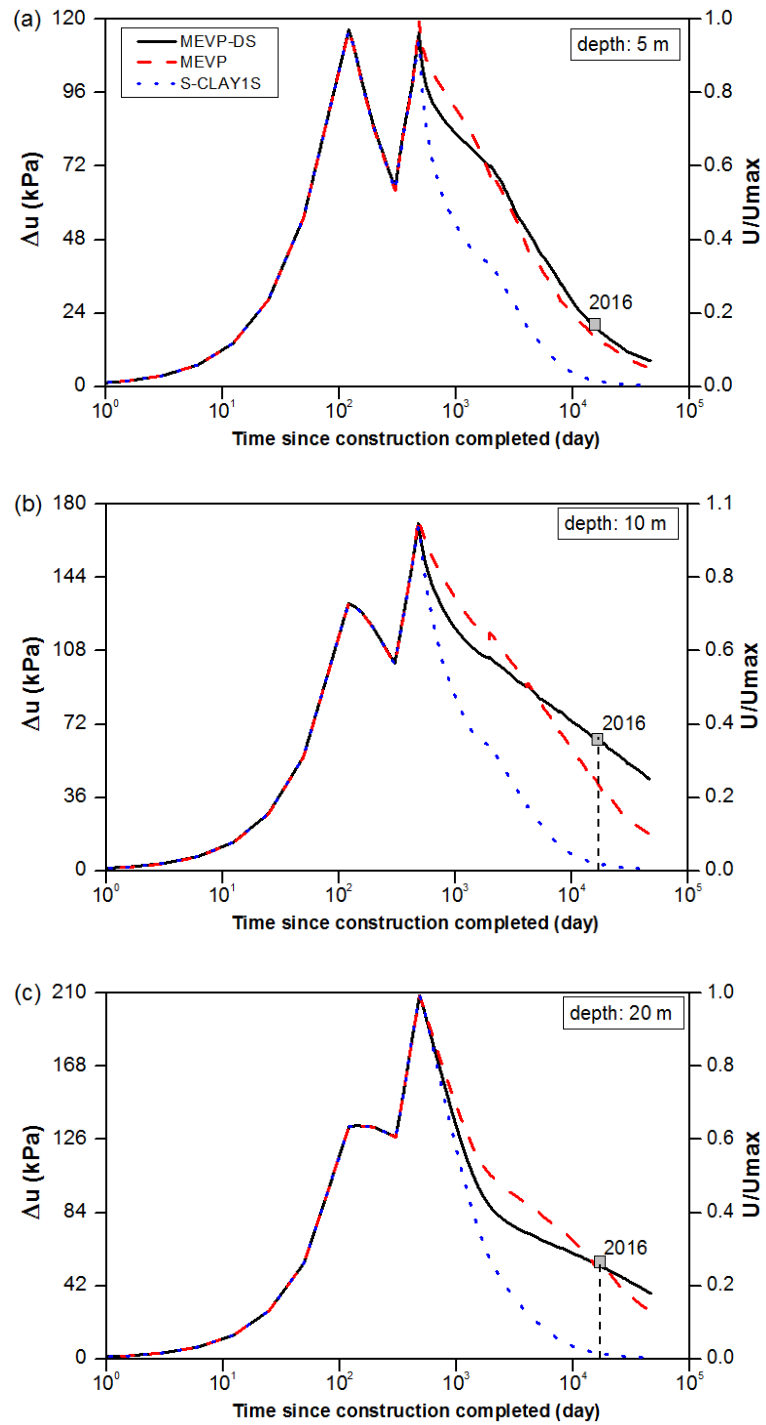 (a)
120
96
72
48
24
0
Δu (kPa)
MEVP-DS
MEVP
S-CLAY1S
depth: 5 m
2016
1.0
0.8
0.6
0.4
0.2
0.0
U/Umax
10⁰ 10¹ 10² 10³ 10⁴ 10⁵
Time since construction completed (day)
(b)
180
144
108
72
36
0
Δu (kPa)
depth: 10 m
2016
1.1
0.8
0.6
0.4
0.2
0.0
U/Umax
10⁰ 10¹ 10² 10³ 10⁴ 10⁵
Time since construction completed (day)
(c)
210
168
126
84
42
0
Δu (kPa)
depth: 20 m
2016
1.0
0.8
0.6
0.4
0.2
0.0
U/Umax
10⁰ 10¹ 10² 10³ 10⁴ 10⁵
Time since construction completed (day)